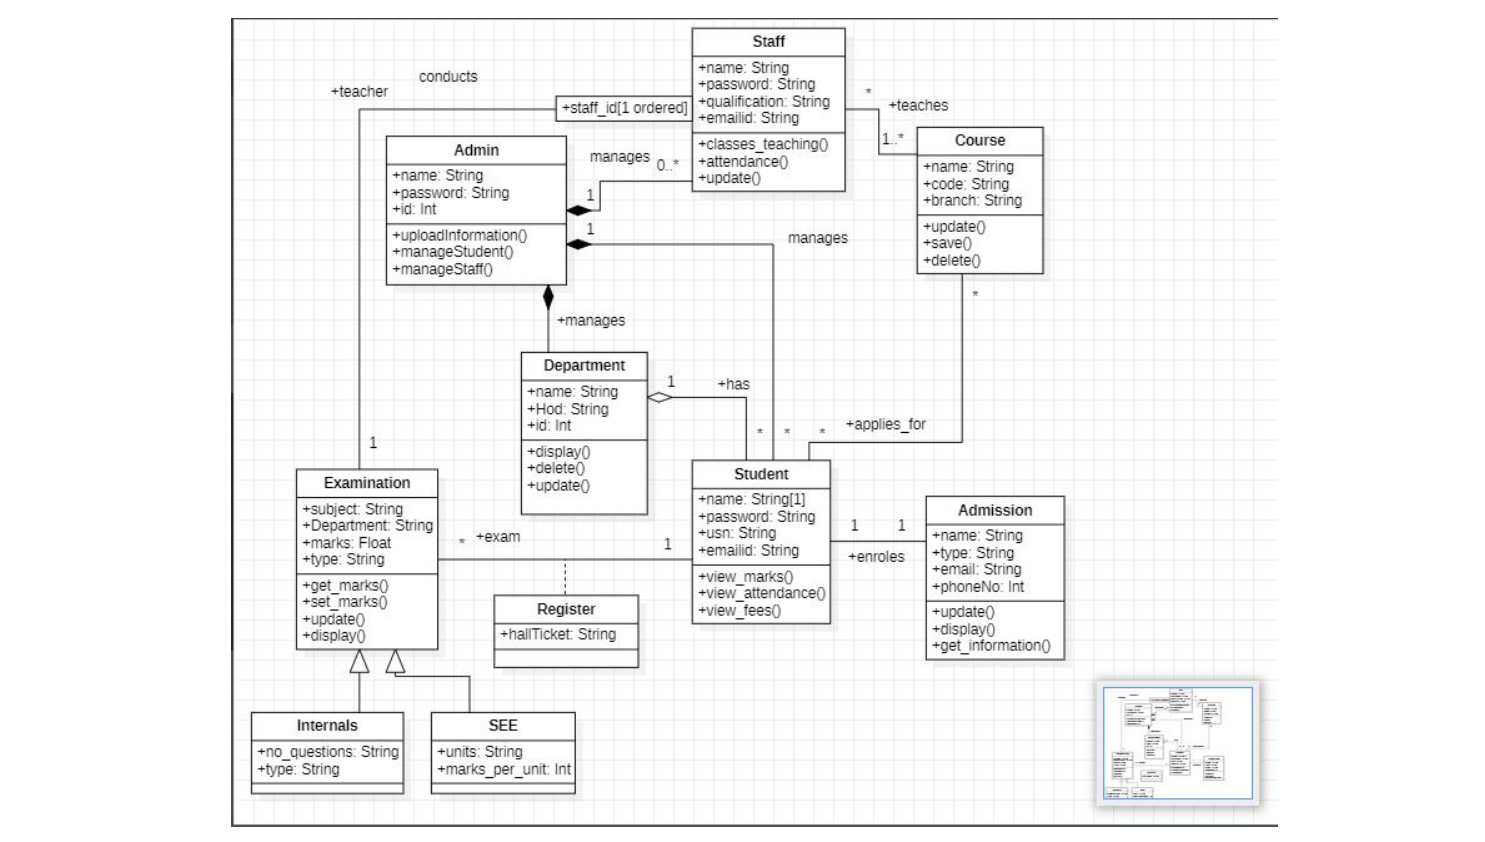 Staff
+name: String
+password: String
+qualification: String
+emailid: String
+classes_teaching()
+attendance()
+update()
conducts
+teacher
+staff_id[1 ordered]
*
+teaches
1..*
Course
+name: String
+code: String
+branch: String
+update()
+save()
+delete()
*
Admin
+name: String
+password: String
+id: Int
+uploadInformation()
+manageStudent()
+manageStaff()
manages
0..*
1
1
manages
+manages
Department
+name: String
+Hod: String
+id: Int
+display()
+delete()
+update()
1
+has
*
*
*
+applies_for
1
Examination
+subject: String
+Department: String
+marks: Float
+type: String
+get_marks()
+set_marks()
+update()
+display()
*
+exam
1
Student
+name: String[1]
+password: String
+usn: String
+emailid: String
+view_marks()
+view_attendance()
+view_fees()
1
1
+enroles
Admission
+name: String
+type: String
+email: String
+phoneNo: Int
+update()
+display()
+get_information()
Register
+hallTicket: String
Internals
+no_questions: String
+type: String
SEE
+units: String
+marks_per_unit: Int